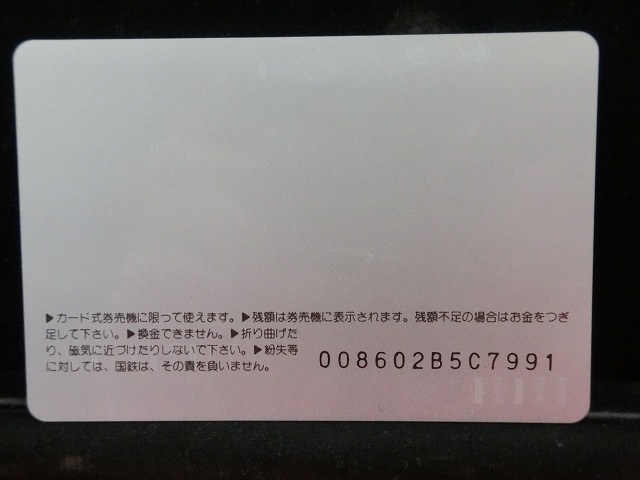 ▶カード式券売機に限って使えます。▶残額は券売機に表示されます。残額不足の場合はお金をつぎ
足して下さい。▶換金できません。▶折り曲げた
り、磁気に近づけたりしないで下さい。▶紛失等
に対しては、国鉄は、その責を負いません。
008602B5C7991